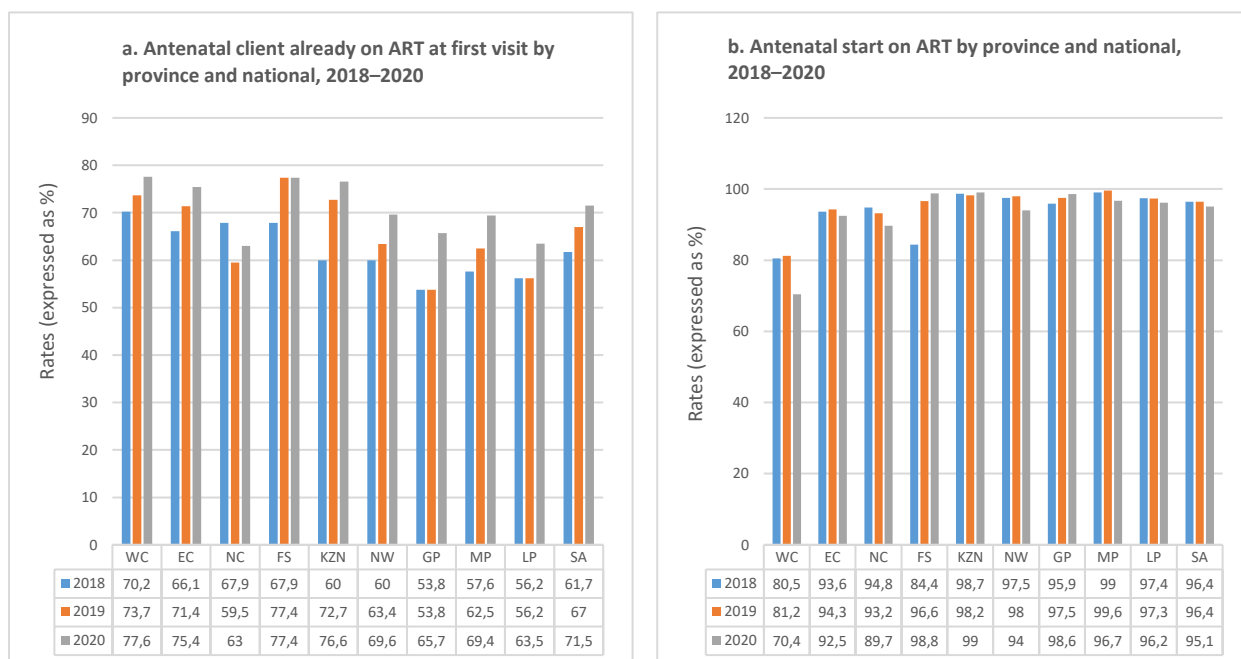 a. Antenatal client already on ART at first visit by
province and national, 2018–2020
Rates (expressed as %)
90
80
70
60
50
40
30
20
10
0
WC EC NC FS KZN NW GP MP LP SA
2018 70,2 66,1 67,9 67,9 60 60 53,8 57,6 56,2 61,7
2019 73,7 71,4 59,5 77,4 72,7 63,4 53,8 62,5 56,2 67
2020 77,6 75,4 63 77,4 76,6 69,6 65,7 69,4 63,5 71,5
b. Antenatal start on ART by province and national,
2018–2020
Rates (expressed as %)
120
100
80
60
40
20
0
WC EC NC FS KZN NW GP MP LP SA
2018 80,5 93,6 94,8 84,4 98,7 97,5 95,9 99 97,4 96,4
2019 81,2 94,3 93,2 96,6 98,2 98 97,5 99,6 97,3 96,4
2020 70,4 92,5 89,7 98,8 99 94 98,6 96,7 96,2 95,1